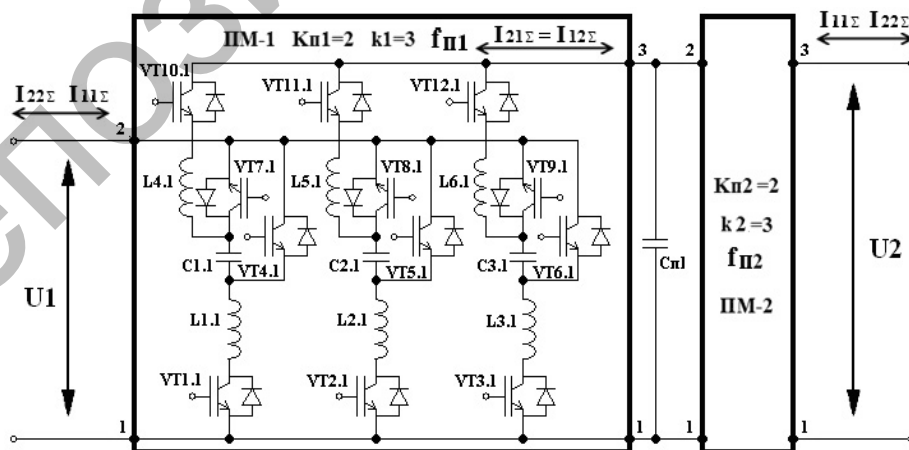 ПМ-1 Kп1=2 k1=3 fп1
I21Σ = I12Σ
I11Σ I22Σ
I22Σ I11Σ
VT10.1
VT11.1
VT12.1
3
2
3
2
L4.1
VT7.1
L5.1
VT8.1
L6.1
VT9.1
C1.1
VT4.1
C2.1
VT5.1
C3.1
VT6.1
Cп1
Kп2=2
k2=3
fп2
ПМ-2
U1
U2
L1.1
L2.1
L3.1
VT1.1
VT2.1
VT3.1
1
1
1
1